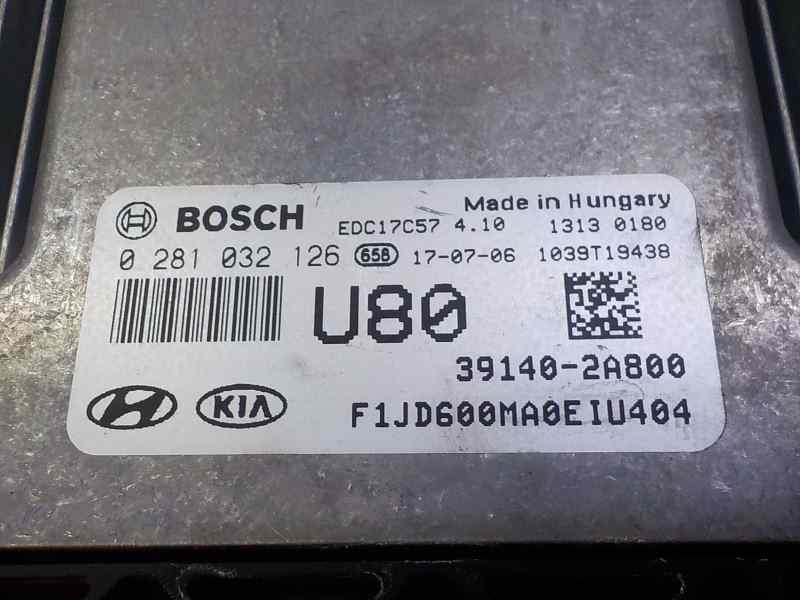 BOSCH EDC17C57 4.10 Made in Hungary 1313 0180
0 281 032 126 658 17-07-06 1039T19438
U80
39140-2A800
KIA F1JD600MA0EIU404